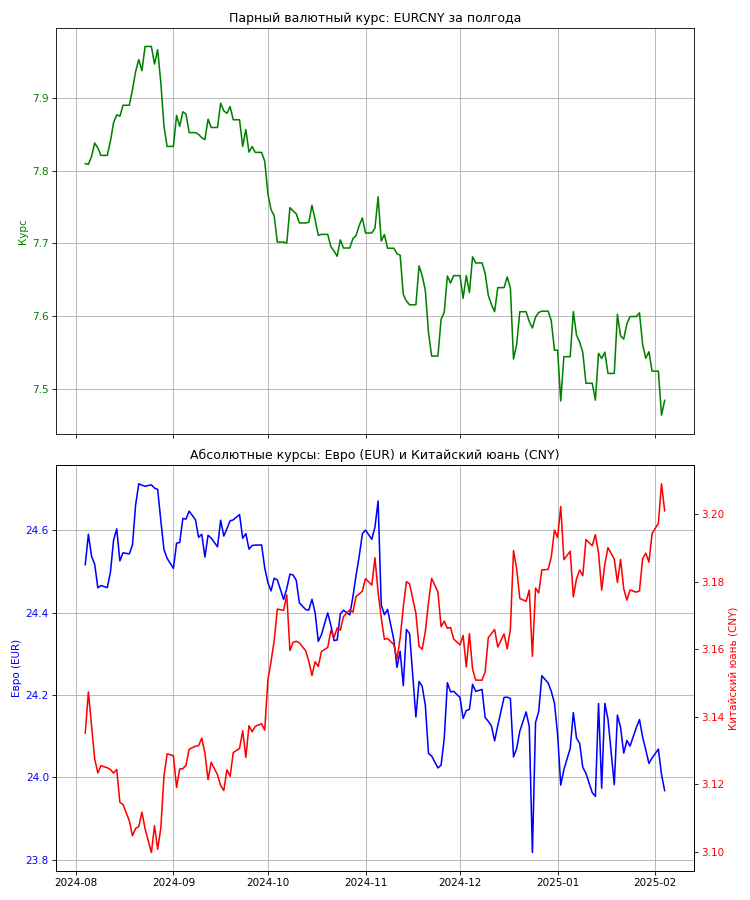 Парный валютный курс: EURCNY за полгода
Курс
7.9
7.8
7.7
7.6
7.5
Абсолютные курсы: Евро (EUR) и Китайский юань (CNY)
Евро (EUR)
24.6
24.4
24.2
24.0
23.8
3.20
3.18
3.16
3.14
3.12
3.10
Китайский юань (CNY)
2024-08 2024-09 2024-10 2024-11 2024-12 2025-01 2025-02